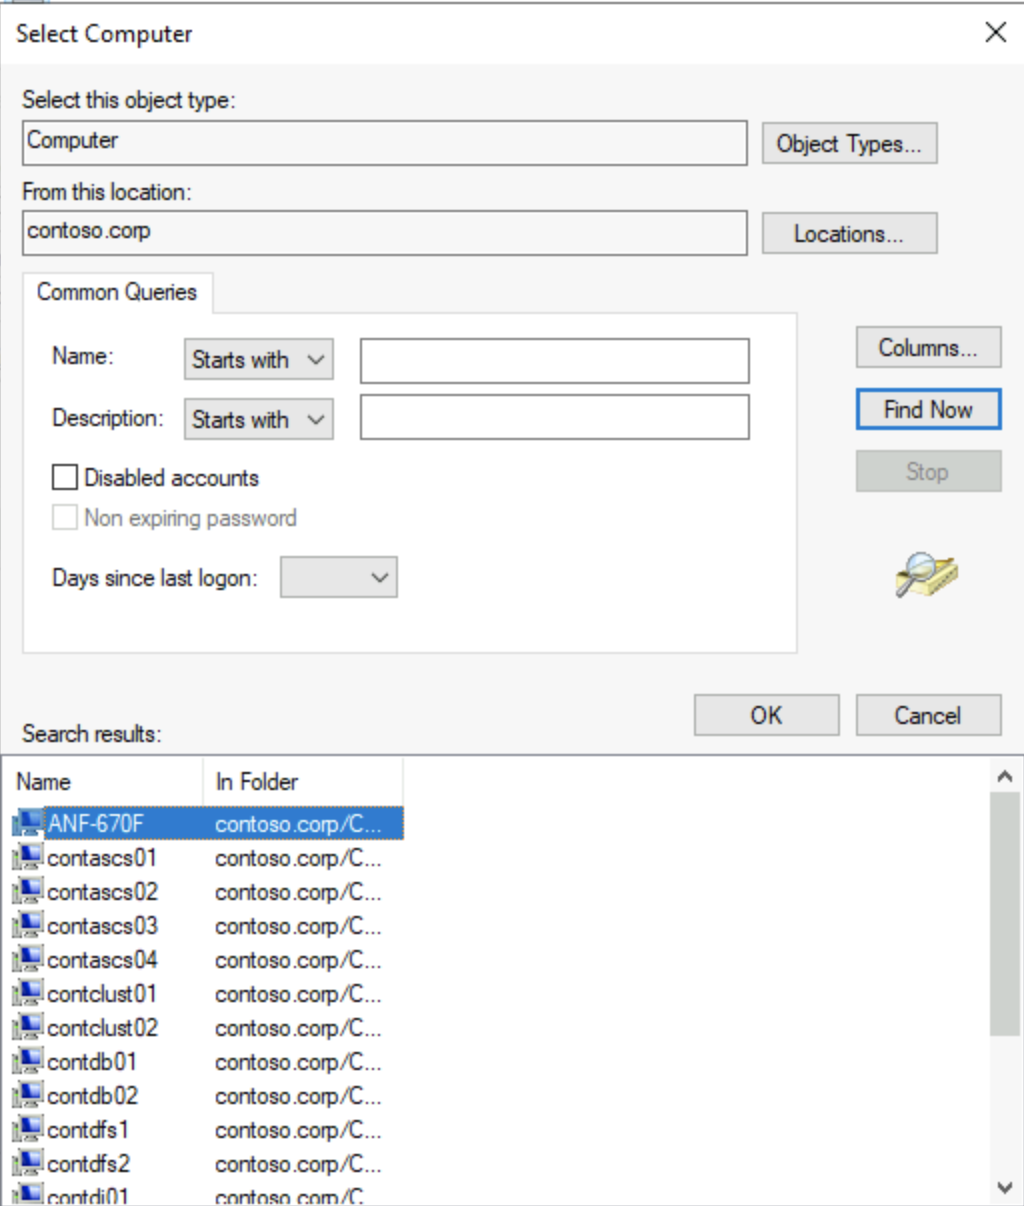 Select Computer
Select this object type:
Computer
Object Types...
From this location:
contoso.corp
Locations...
Common Queries
Name:
Starts with
Columns...
Description:
Starts with
Find Now
Disabled accounts
Stop
Non expiring password
Days since last logon:
OK
Cancel
Search results:
Name In Folder
ANF-670F contoso.corp/C...
contascs01 contoso.corp/C...
contascs02 contoso.corp/C...
contascs03 contoso.corp/C...
contascs04 contoso.corp/C...
contclust01 contoso.corp/C...
contclust02 contoso.corp/C...
contdb01 contoso.corp/C...
contdb02 contoso.corp/C...
contdfs1 contoso.corp/C...
contdfs2 contoso.corp/C...
contoso.corp/C